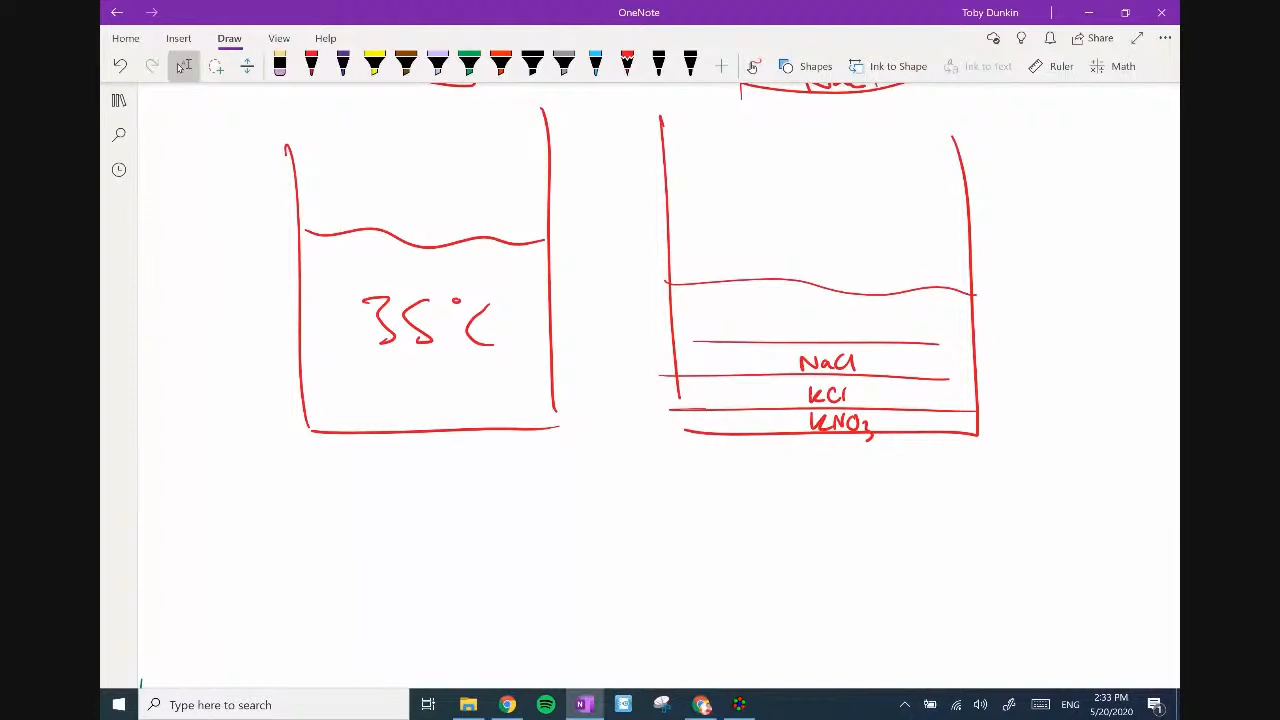 OneNote
Toby Dunkin
Home Insert Draw View Help
Share
Shapes
Ink to Shape
Ink to Text
Ruler
Math
35°C
NaCl
KCl
KNO3
Type here to search
ENG
2:33 PM
5/20/2020
1